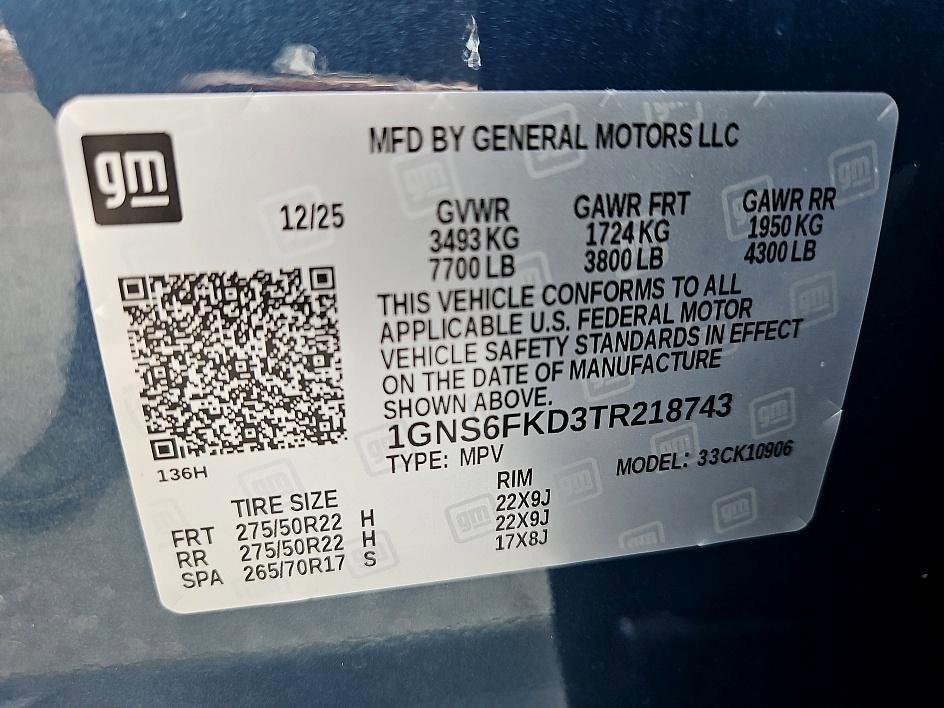 gm
MFD BY GENERAL MOTORS LLC
12/25 GVWR GAWR FRT GAWR RR
3493 KG 1724 KG 1950 KG
7700 LB 3800 LB 4300 LB
THIS VEHICLE CONFORMS TO ALL
APPLICABLE U.S. FEDERAL MOTOR
VEHICLE SAFETY STANDARDS IN EFFECT
ON THE DATE OF MANUFACTURE
SHOWN ABOVE.
1GNS6FKD3TR218743
136H
TYPE: MPV MODEL: 33CK10906
TIRE SIZE RIM
FRT 275/50R22 H 22X9J
RR 275/50R22 H 22X9J
SPA 265/70R17 S 17X8J